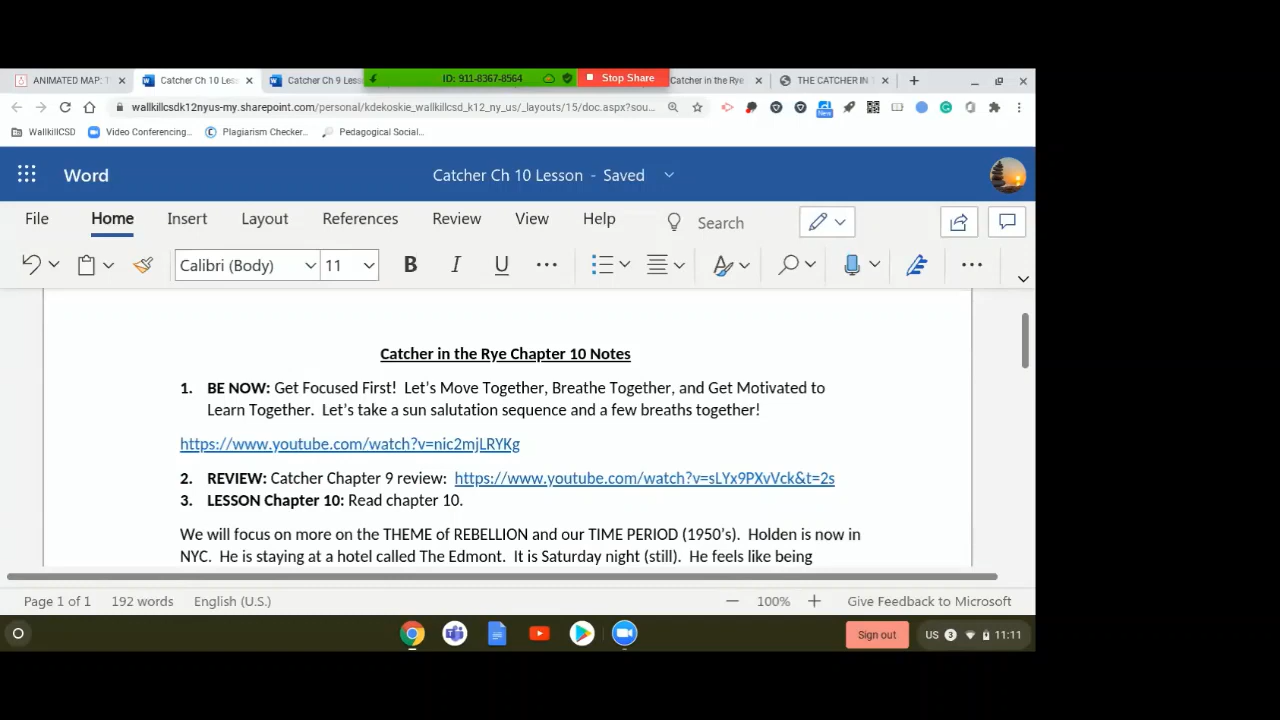 ANIMATED MAP:
Catcher Ch 10 Les
Catcher Ch 9 Less
ID: 911-8367-8564
Stop Share
Catcher in the Rye
THE CATCHER IN
wallkillcsdk12nyus-my.sharepoint.com/personal/kdekoskie_wallkillcsd_k12_ny_us/_layouts/15/doc.aspx?sou...
New
WallkillCSD
Video Conferencing...
Plagiarism Checker...
Pedagogical Social...
Word
Catcher Ch 10 Lesson - Saved
File Home Insert Layout References Review View Help Search
Calibri (Body) 11 B I U
Catcher in the Rye Chapter 10 Notes
1. BE NOW: Get Focused First! Let's Move Together, Breathe Together, and Get Motivated to
Learn Together. Let's take a sun salutation sequence and a few breaths together!
https://www.youtube.com/watch?v=nic2mjLRYKg
2. REVIEW: Catcher Chapter 9 review: https://www.youtube.com/watch?v=sLYx9PXvVck&t=2s
3. LESSON Chapter 10: Read chapter 10.
We will focus on more on the THEME of REBELLION and our TIME PERIOD (1950's). Holden is now in
NYC. He is staying at a hotel called The Edmont. It is Saturday night (still). He feels like being
Page 1 of 1 192 words English (U.S.) 100% Give Feedback to Microsoft
Sign out US 3 11:11